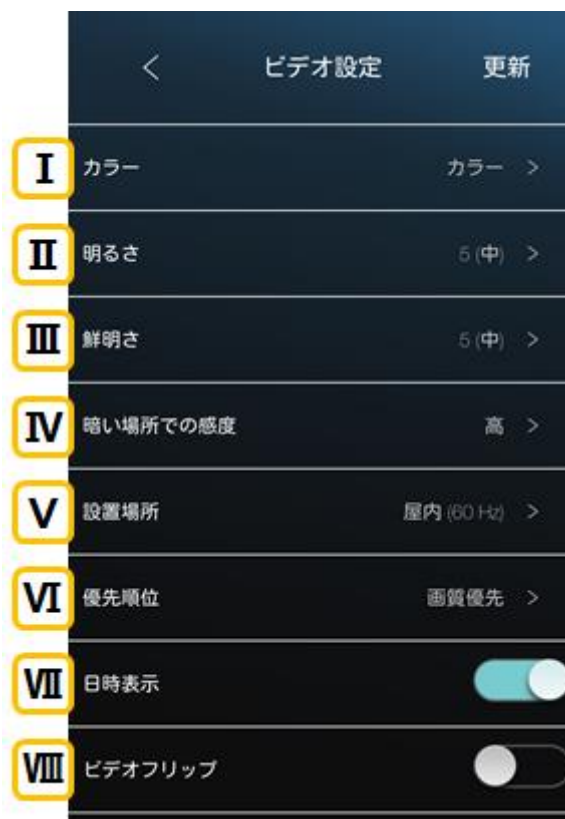 < ビデオ設定 更新
Ⅰ カラー カラー >
Ⅱ 明るさ 5 (中) >
Ⅲ 鮮明さ 5 (中) >
Ⅳ 暗い場所での感度 高 >
Ⅴ 設置場所 屋内 (60 Hz) >
Ⅵ 優先順位 画質優先 >
Ⅶ 日時表示
Ⅷ ビデオフリップ